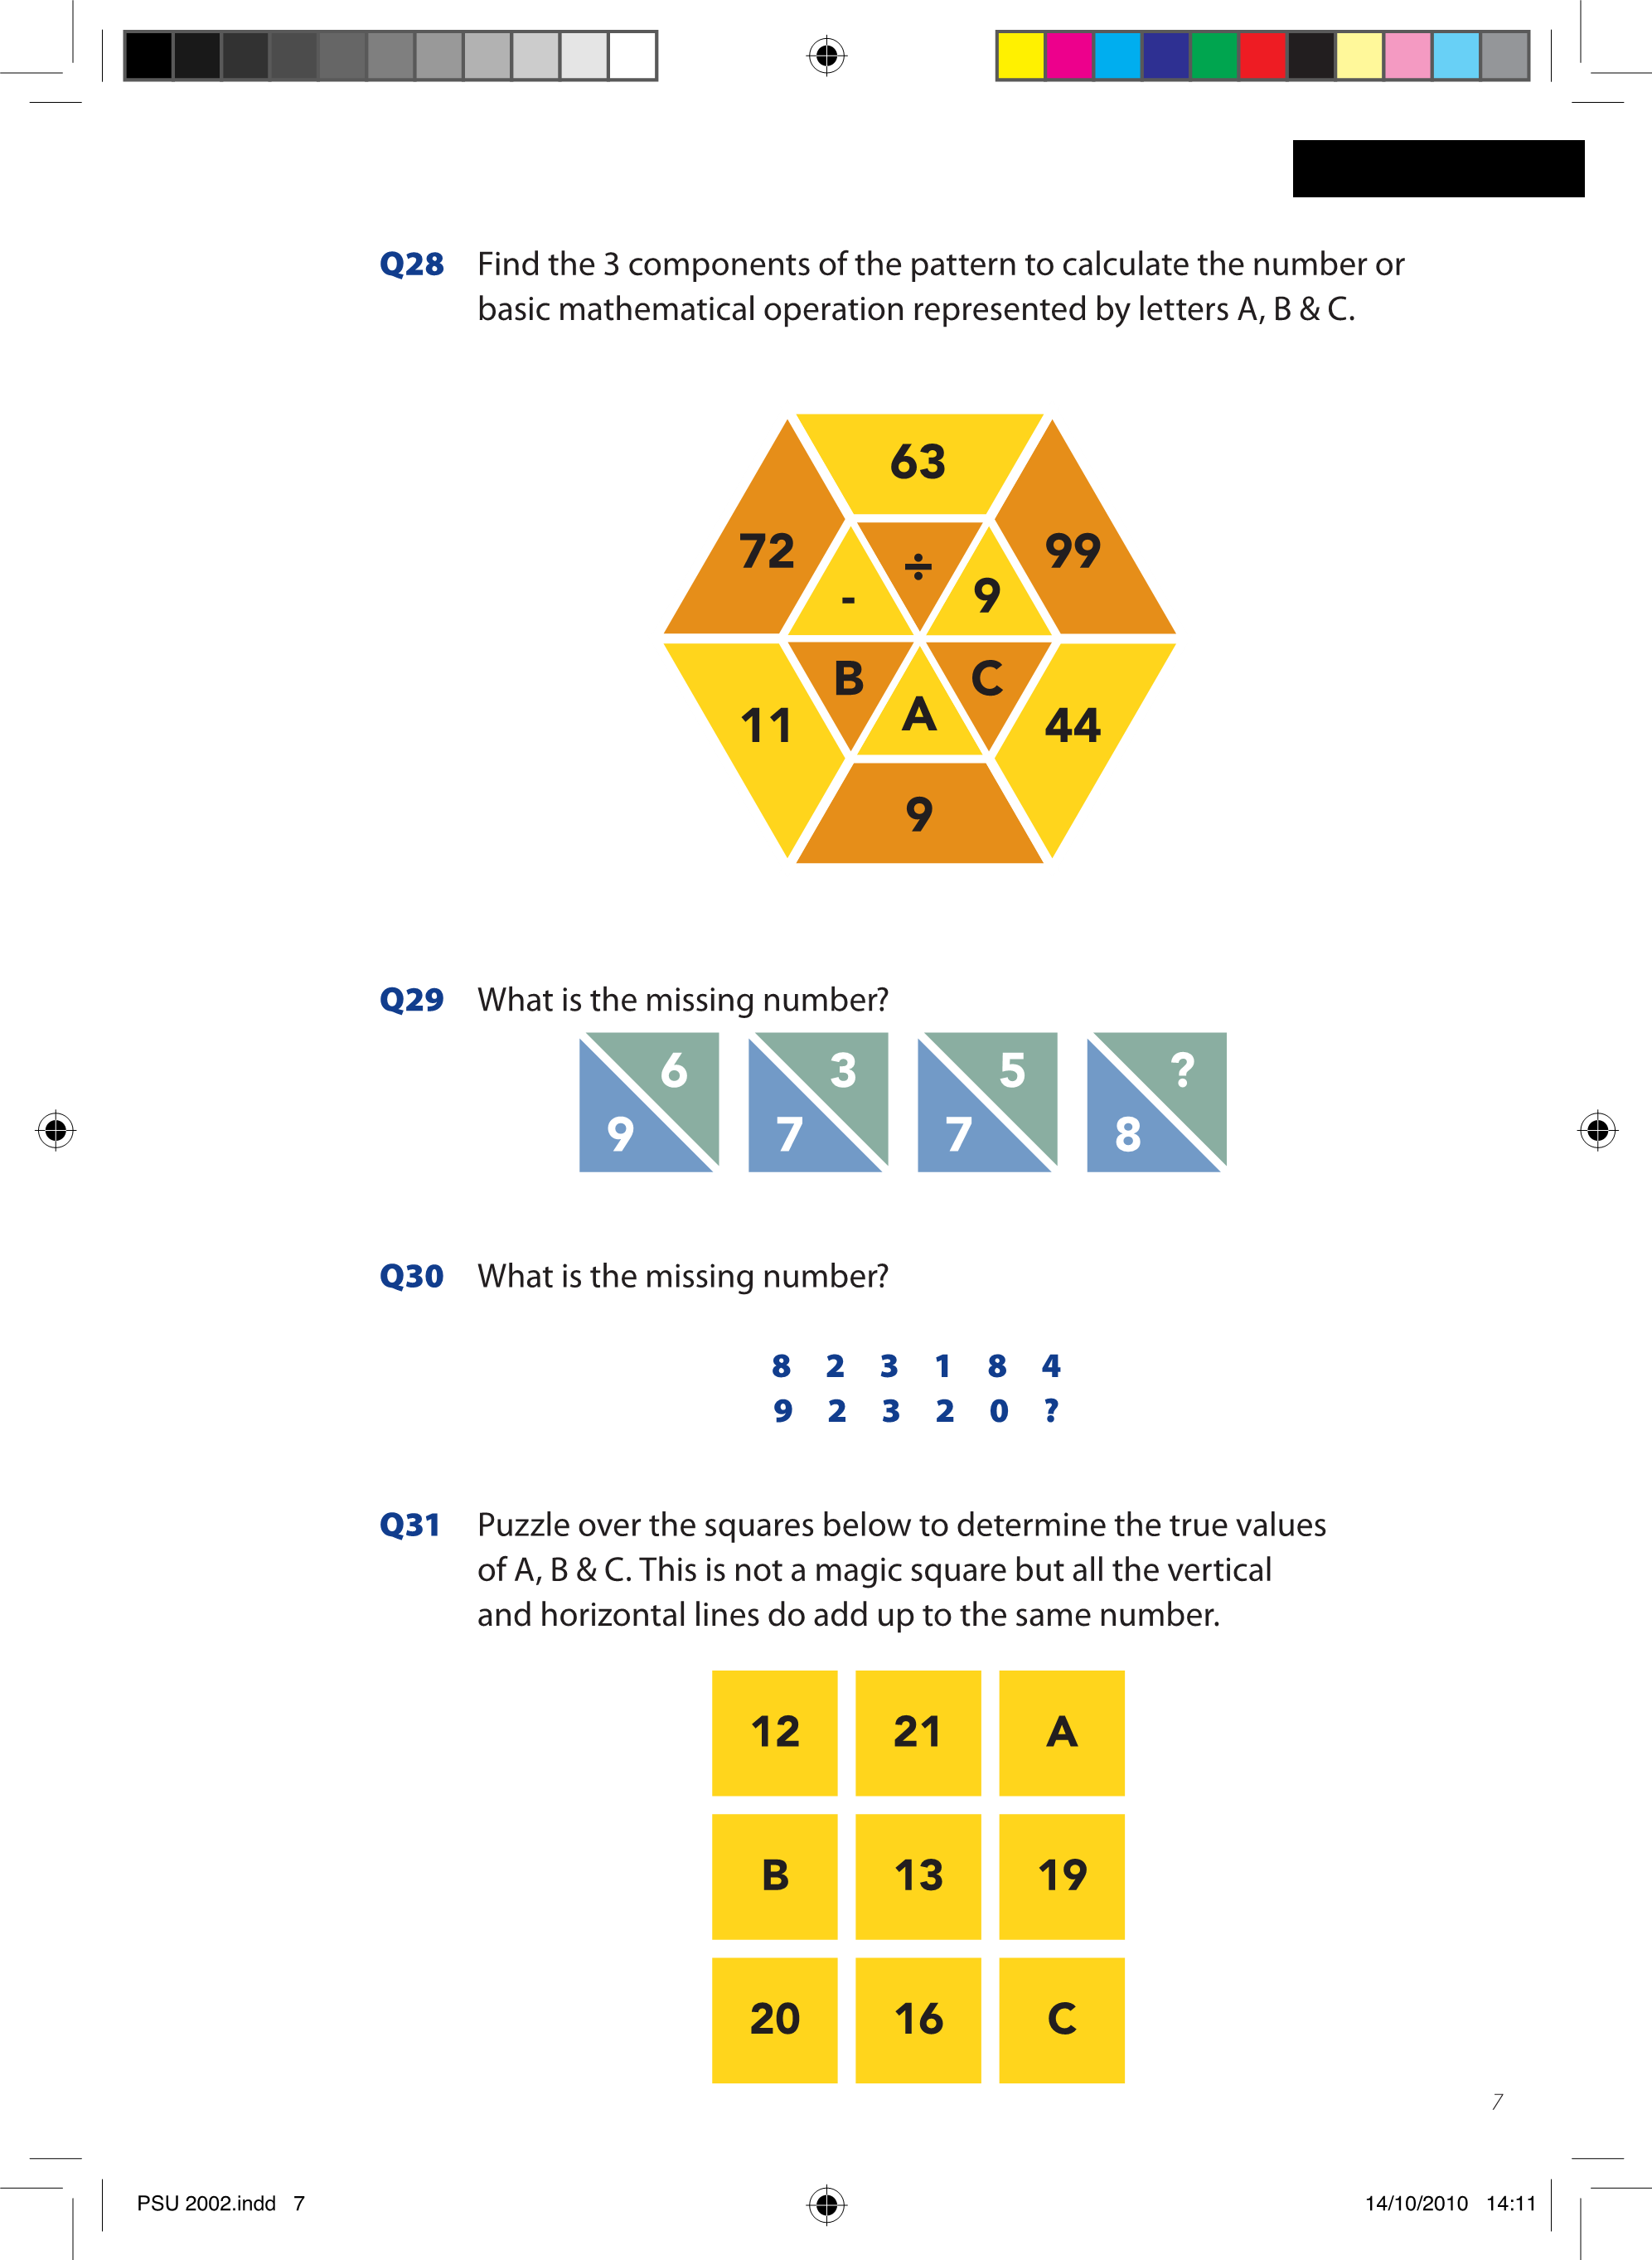 Q28 Find the 3 components of the pattern to calculate the number or
basic mathematical operation represented by letters A, B & C.
63
72 99
÷
- 9
B C
A
11 44
9
Q29 What is the missing number?
6 3 5 ?
9 7 7 8
Q30 What is the missing number?
8 2 3 1 8 4
9 2 3 2 0 ?
Q31 Puzzle over the squares below to determine the true values
of A, B & C. This is not a magic square but all the vertical
and horizontal lines do add up to the same number.
12 21 A
B 13 19
20 16 C
7
PSU 2002.indd 7 14/10/2010 14:11